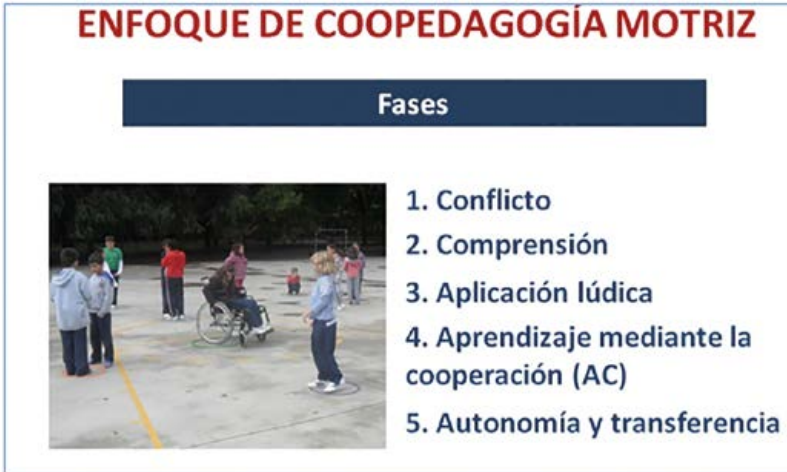 ENFOQUE DE COOPEDAGOGÍA MOTRIZ
Fases
1. Conflicto
2. Comprensión
3. Aplicación lúdica
4. Aprendizaje mediante la
cooperación (AC)
5. Autonomía y transferencia